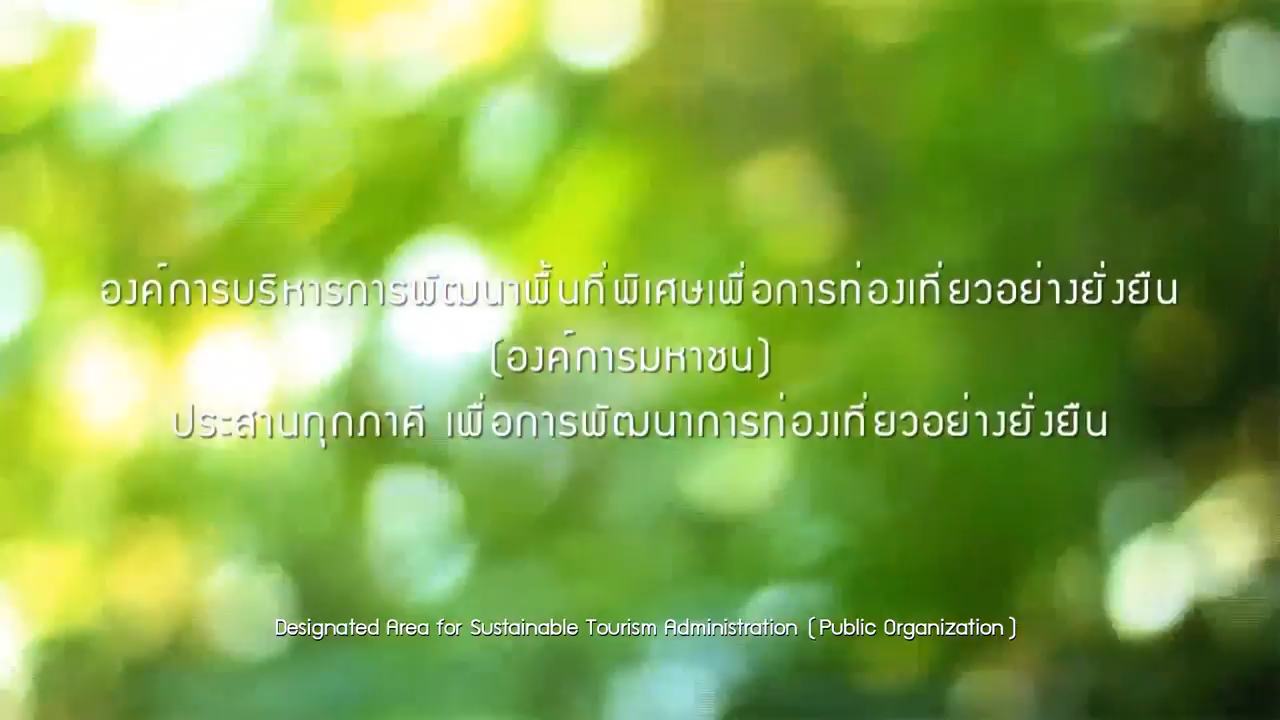 องค์การบริหารการพัฒนาพื้นที่พิเศษเพื่อการท่องเที่ยวอย่างยั่งยืน
(องค์การมหาชน)
ประสานทุกภาคี เพื่อการพัฒนาการท่องเที่ยวอย่างยั่งยืน
Designated Area for Sustainable Tourism Administration (Public Organization)